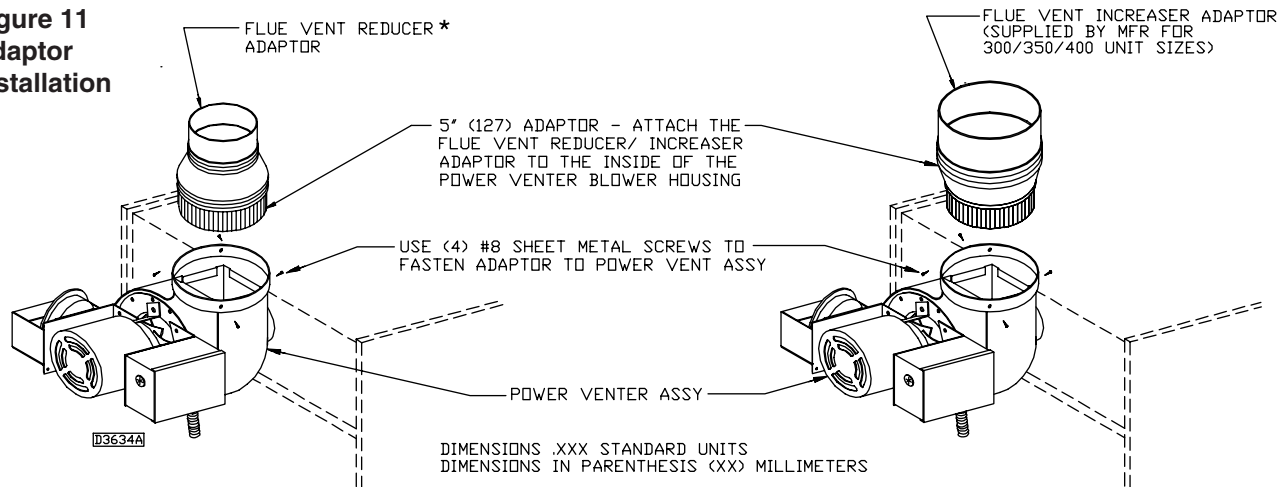 gure 11
daptor
stallation
FLUE VENT REDUCER *
ADAPTOR
FLUE VENT INCREASER ADAPTOR
(SUPPLIED BY MFR FOR
300/350/400 UNIT SIZES)
5" (127) ADAPTOR - ATTACH THE
FLUE VENT REDUCER/ INCREASER
ADAPTOR TO THE INSIDE OF THE
POWER VENTER BLOWER HOUSING
USE (4) #8 SHEET METAL SCREWS TO
FASTEN ADAPTOR TO POWER VENT ASSY
POWER VENTER ASSY
D3634A
DIMENSIONS .XXX STANDARD UNITS
DIMENSIONS IN PARENTHESIS (XX) MILLIMETERS